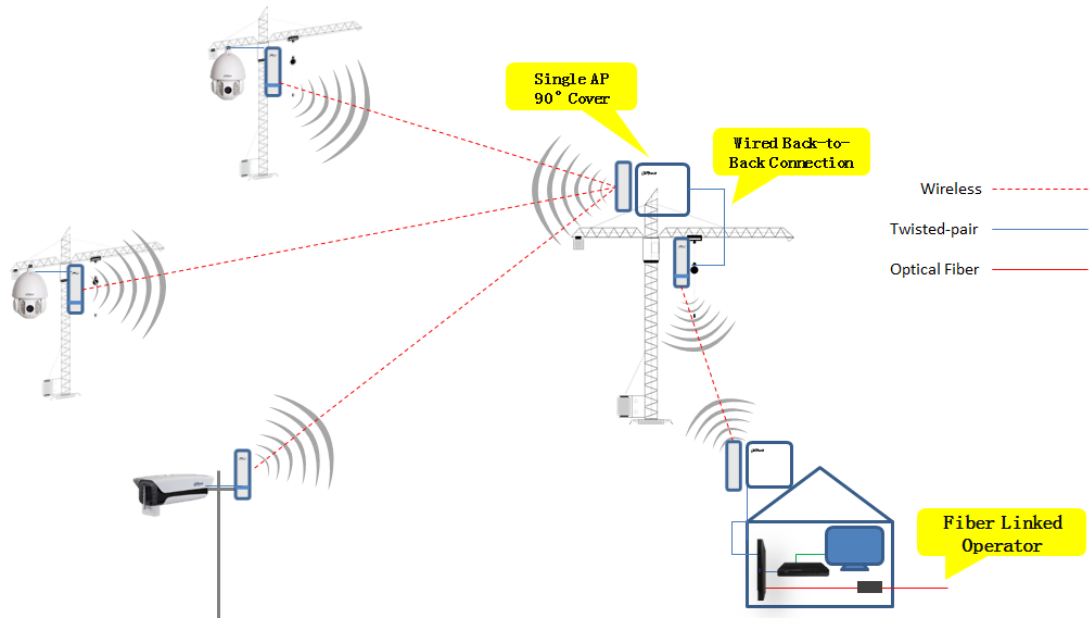 Single AP
90° Cover
Wired Back-to-
Back Connection
Wireless
Twisted-pair
Optical Fiber
Fiber Linked
Operator